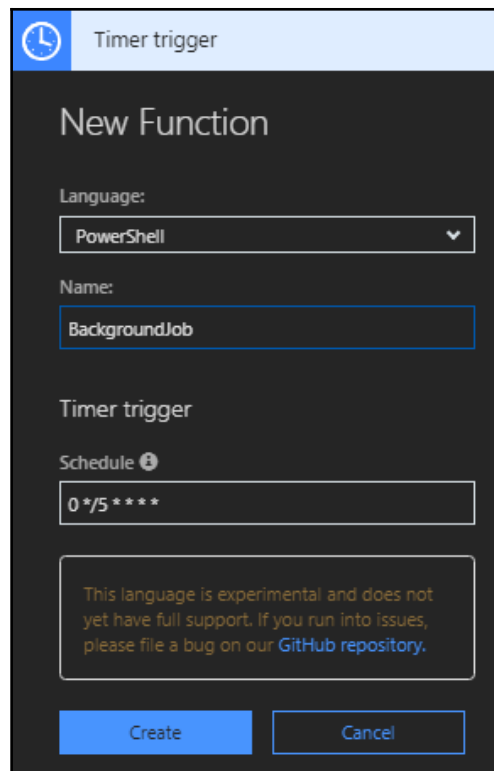 Timer trigger
New Function
Language:
PowerShell
Name:
BackgroundJob
Timer trigger
Schedule
0 */5 * * * *
This language is experimental and does not
yet have full support. If you run into issues,
please file a bug on our GitHub repository.
Create
Cancel